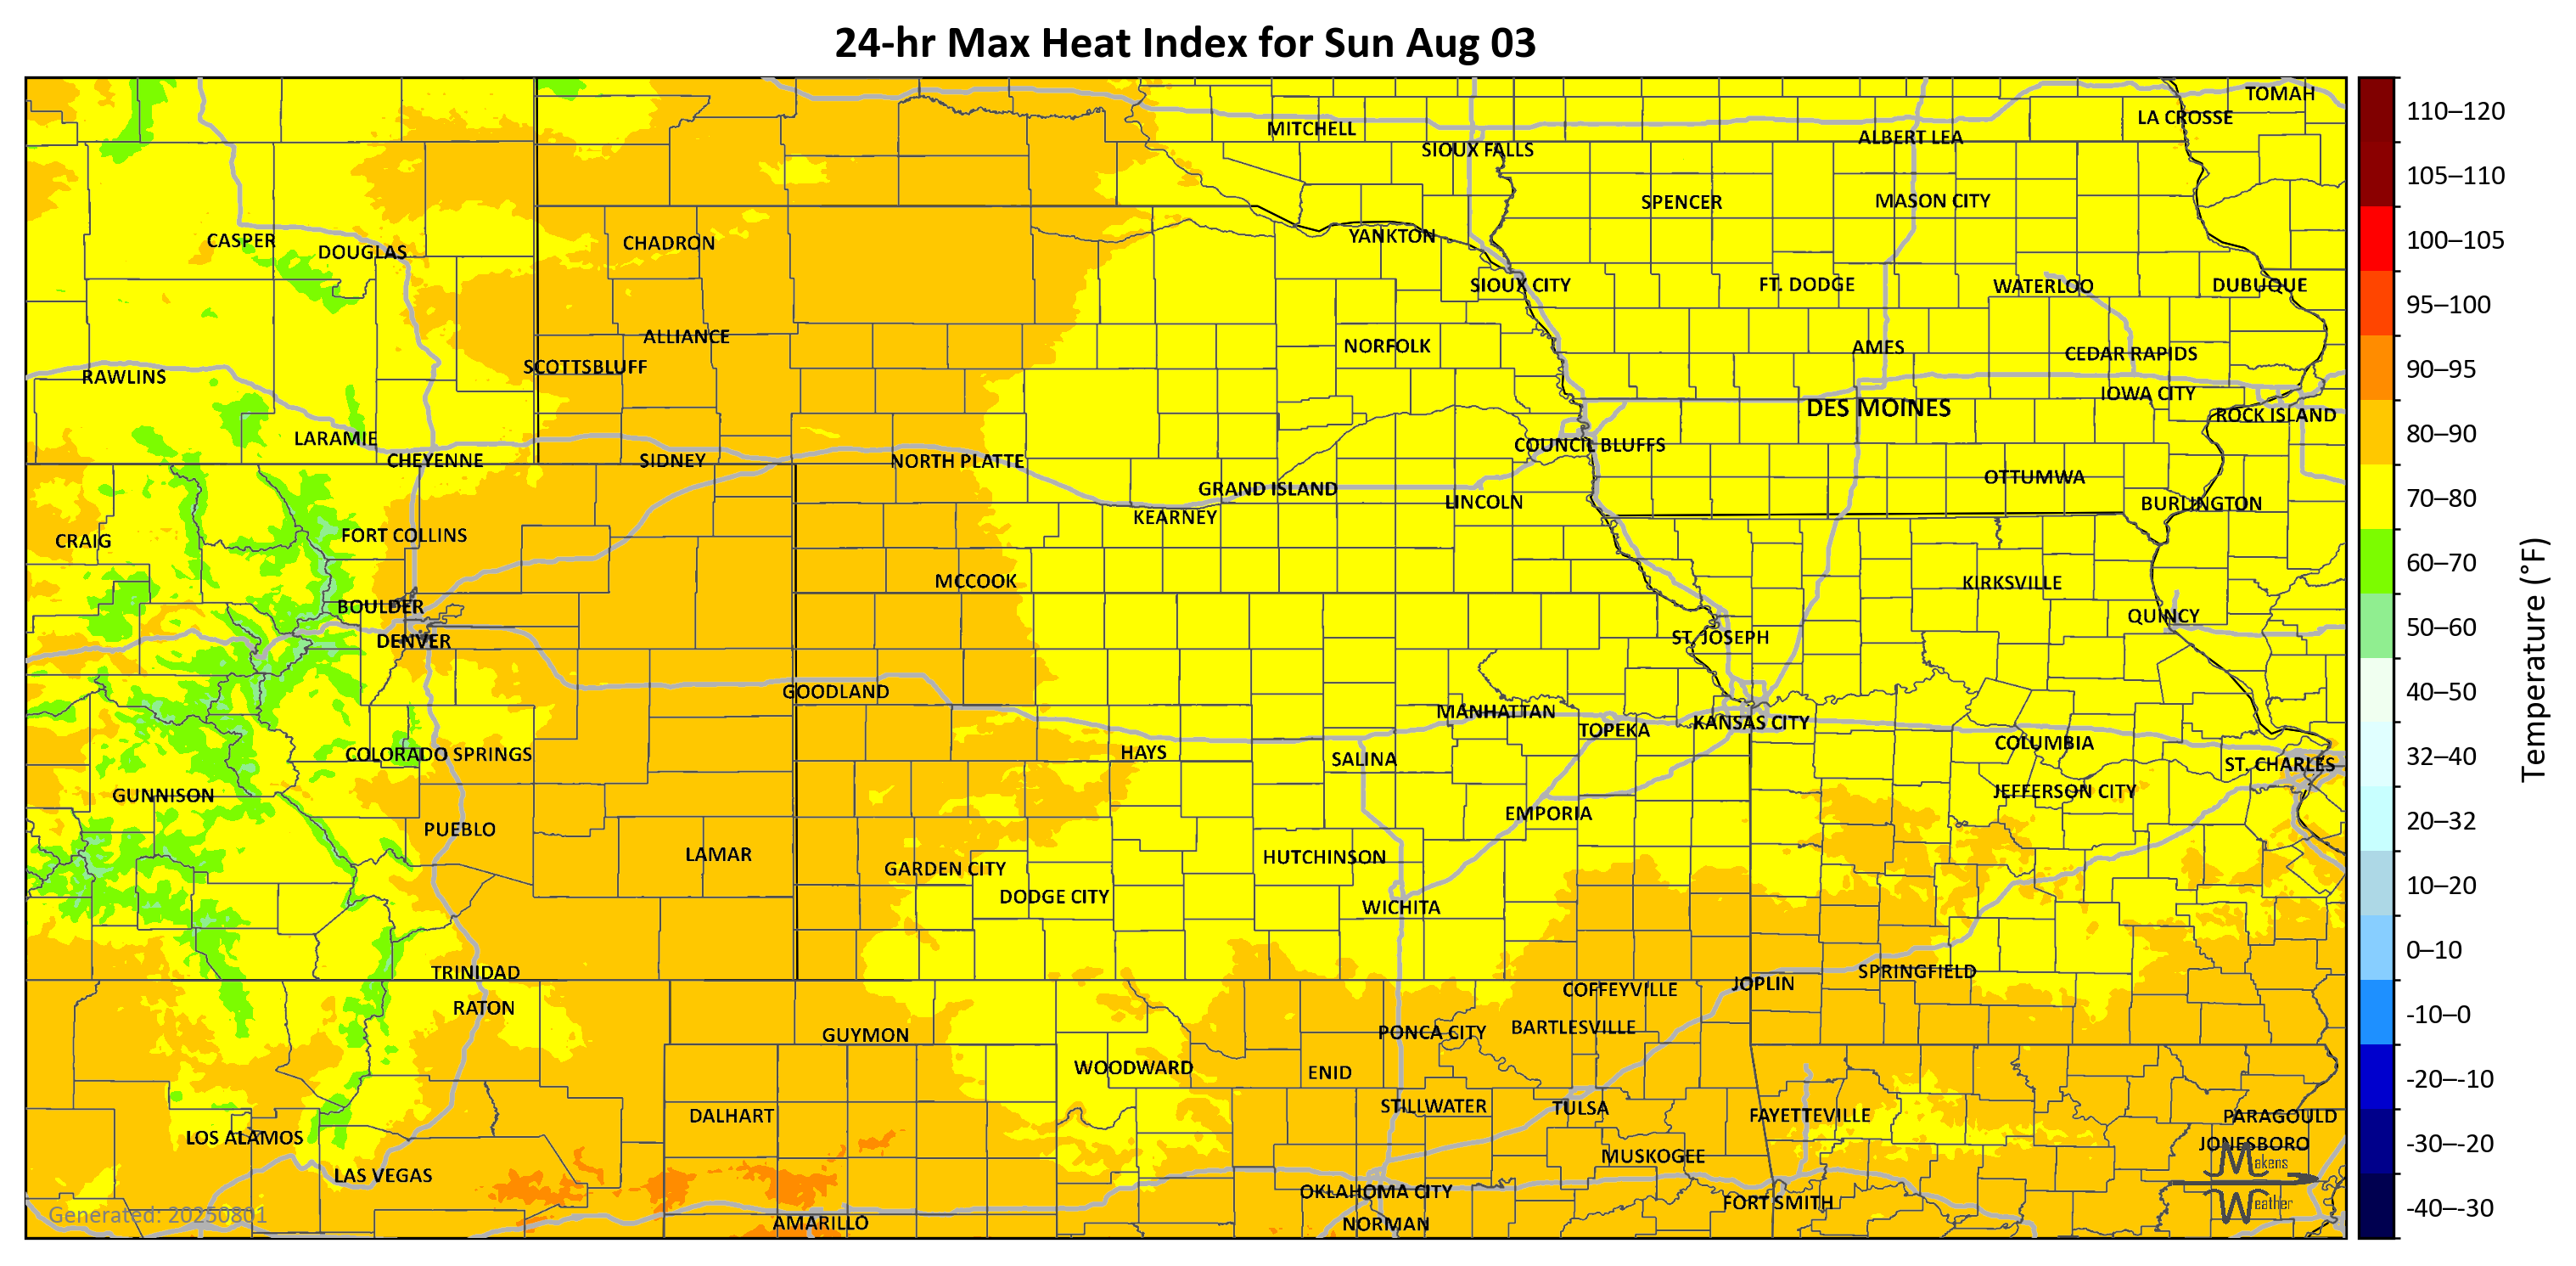 24-hr Max Heat Index for Sun Aug 03
TOMAH
LA CROSSE
MITCHELL
ALBERT LEA
SIOUX FALLS
SPENCER
MASON CITY
CASPER
DOUGLAS
CHADRON
YANKTON
SIOUX CITY
FT. DODGE
WATERLOO
DUBUQUE
ALLIANCE
SCOTTSBLUFF
NORFOLK
AMES
CEDAR RAPIDS
RAWLINS
IOWA CITY
DES MOINES
ROCK ISLAND
LARAMIE
COUNCIL BLUFFS
CHEYENNE
SIDNEY
NORTH PLATTE
OTTUMWA
GRAND ISLAND
LINCOLN
BURLINGTON
KEARNEY
CRAIG
FORT COLLINS
MCCOOK
KIRKSVILLE
BOULDER
QUINCY
DENVER
ST. JOSEPH
GOODLAND
MANHATTAN
TOPEKA
KANSAS CITY
COLUMBIA
COLORADO SPRINGS
HAYS
SALINA
ST. CHARLES
GUNNISON
JEFFERSON CITY
EMPORIA
PUEBLO
LAMAR
HUTCHINSON
GARDEN CITY
DODGE CITY
WICHITA
TRINIDAD
SPRINGFIELD
JOPLIN
COFFEYVILLE
RATON
GUYMON
PONCA CITY
BARTLESVILLE
WOODWARD
ENID
DALHART
STILLWATER
TULSA
FAYETTEVILLE
PARAGOULD
LOS ALAMOS
JONESBORO
MUSKOGEE
LAS VEGAS
OKLAHOMA CITY
FORT SMITH
AMARILLO
NORMAN
Generated: 20250801
Makens
Weather
110–120
105–110
100–105
95–100
90–95
80–90
70–80
60–70
50–60
40–50
32–40
20–32
10–20
0–10
-10–0
-20–-10
-30–-20
-40–-30
Temperature (°F)